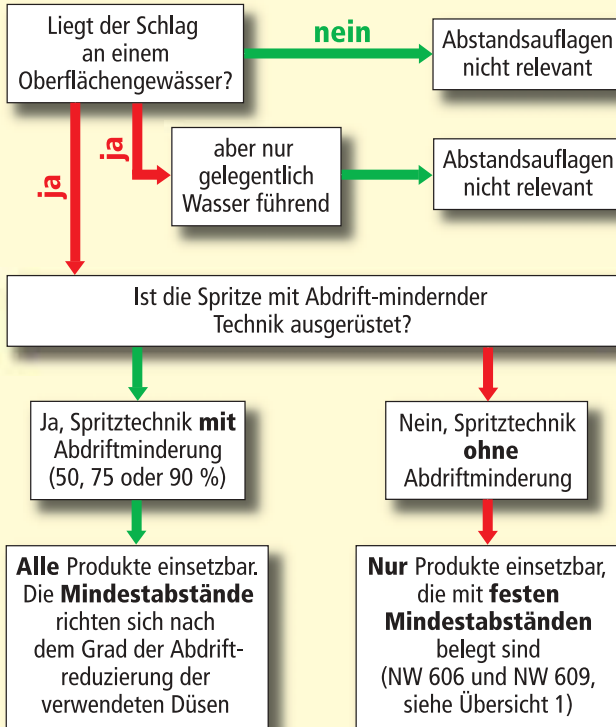 Liegt der Schlag
an einem
Oberflächengewässer?
nein
Abstandsauflagen
nicht relevant
ja
ja
aber nur
gelegentlich
Wasser führend
Abstandsauflagen
nicht relevant
Ist die Spritze mit Abdrift-mindernder
Technik ausgerüstet?
Ja, Spritztechnik mit
Abdriftminderung
(50, 75 oder 90 %)
Nein, Spritztechnik
ohne
Abdriftminderung
Alle Produkte einsetzbar.
Die Mindestabstände
richten sich nach
dem Grad der Abdrift-
reduzierung der
verwendeten Düsen
Nur Produkte einsetzbar,
die mit festen
Mindestabständen
belegt sind
(NW 606 und NW 609,
siehe Übersicht 1)